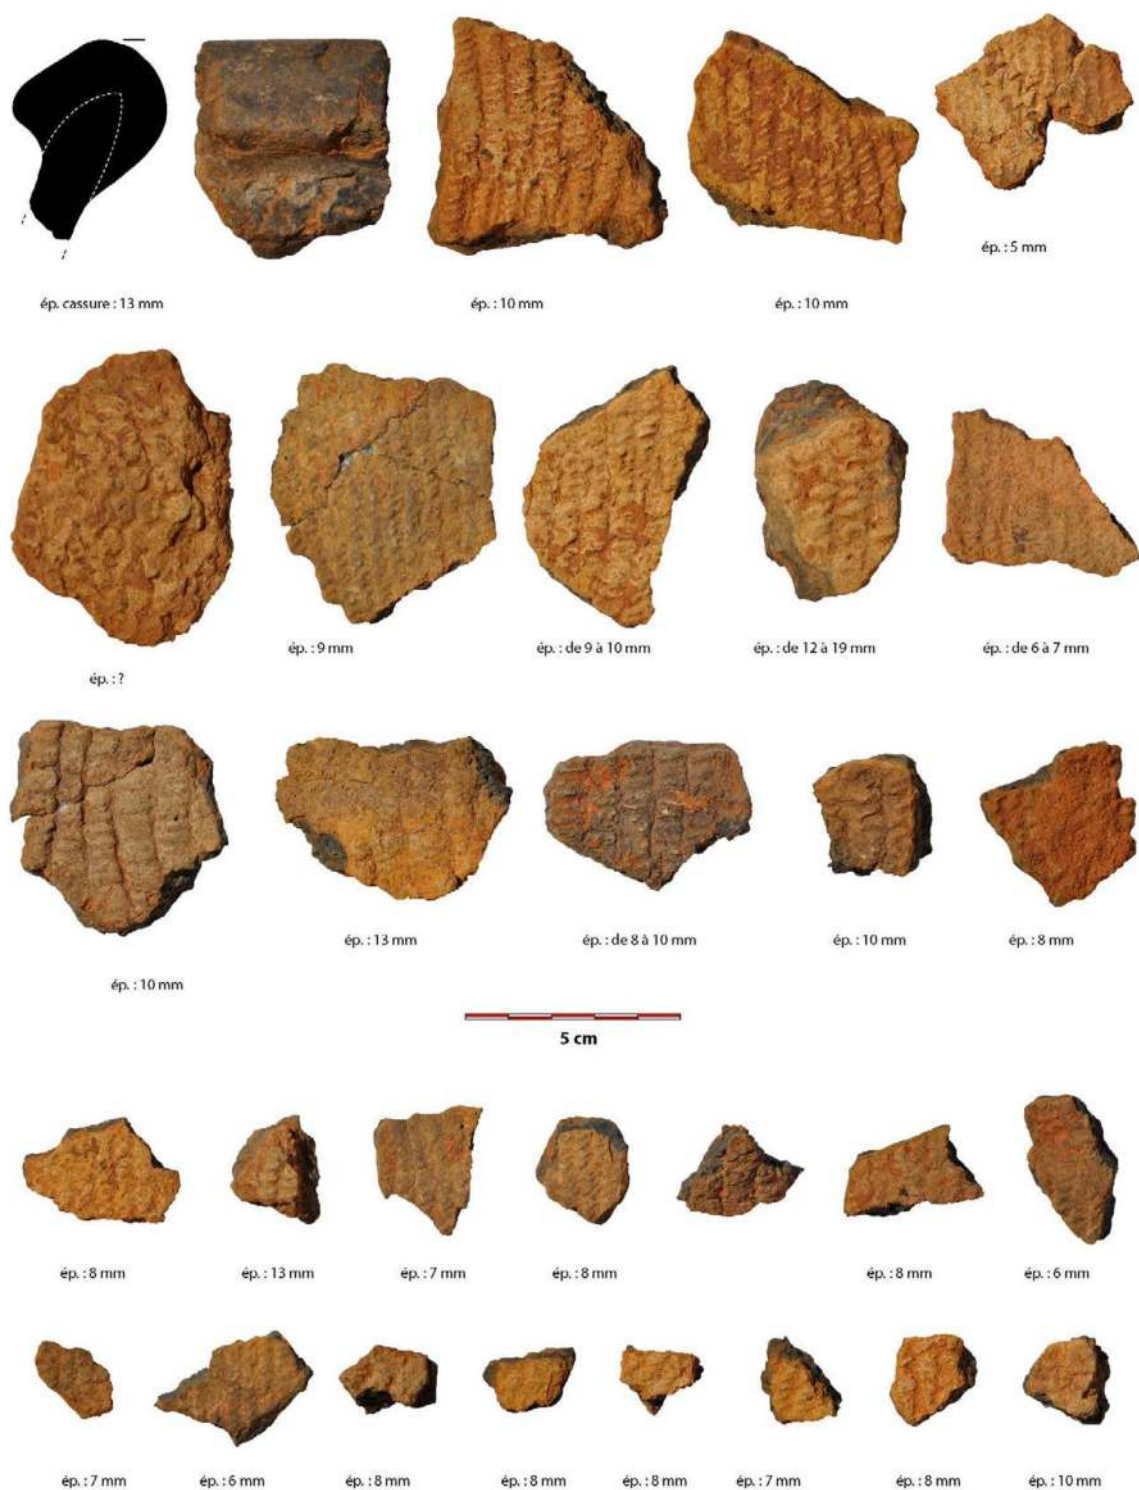 ép. cassure : 13 mm
ép. : 10 mm
ép. : 10 mm
ép. : 5 mm
ép. : ?
ép. : 9 mm
ép. : de 9 à 10 mm
ép. : de 12 à 19 mm
ép. : de 6 à 7 mm
ép. : 10 mm
ép. : 13 mm
ép. : de 8 à 10 mm
ép. : 10 mm
ép. : 8 mm
5 cm
ép. : 8 mm
ép. : 13 mm
ép. : 7 mm
ép. : 8 mm
ép. : 8 mm
ép. : 6 mm
ép. : 7 mm
ép. : 6 mm
ép. : 8 mm
ép. : 8 mm
ép. : 8 mm
ép. : 7 mm
ép. : 8 mm
ép. : 10 mm